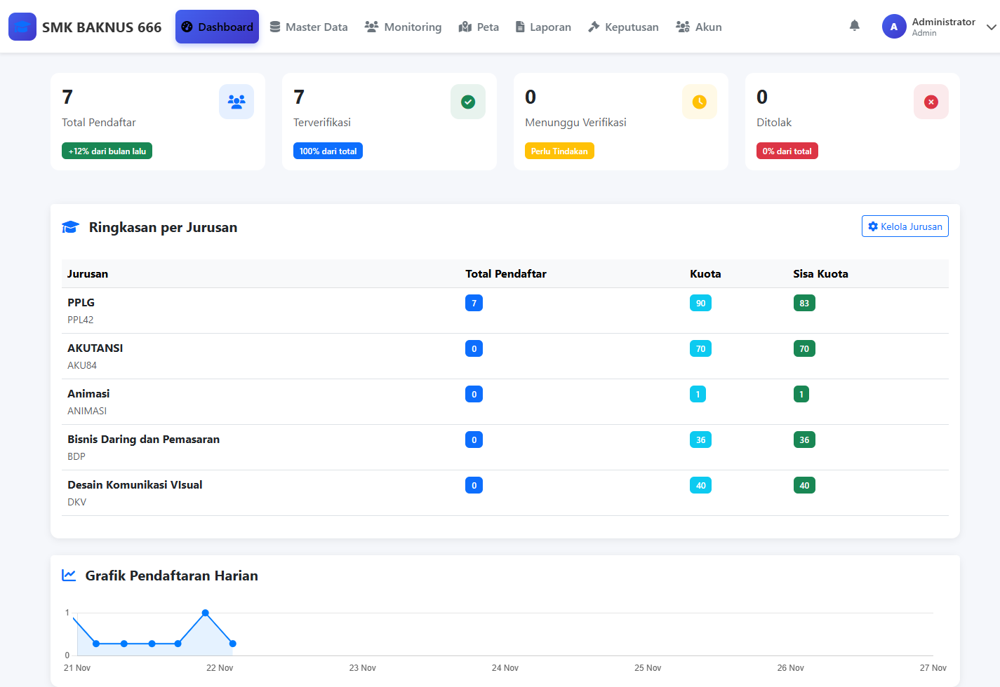 SMK BAKNUS 666
Dashboard
Master Data
Monitoring
Peta
Laporan
Keputusan
Akun
A
Administrator
Admin
7
Total Pendaftar
+12% dari bulan lalu
7
Terverifikasi
100% dari total
0
Menunggu Verifikasi
Perlu Tindakan
0
Ditolak
0% dari total
Ringkasan per Jurusan
Kelola Jurusan
Jurusan Total Pendaftar Kuota Sisa Kuota
PPLG 7 90 83
PPL42
AKUTANSI 0 70 70
AKU84
Animasi 0 1 1
ANIMASI
Bisnis Daring dan Pemasaran 0 36 36
BDP
Desain Komunikasi VIsual 0 40 40
DKV
Grafik Pendaftaran Harian
1
0
21 Nov 22 Nov 23 Nov 24 Nov 25 Nov 26 Nov 27 Nov